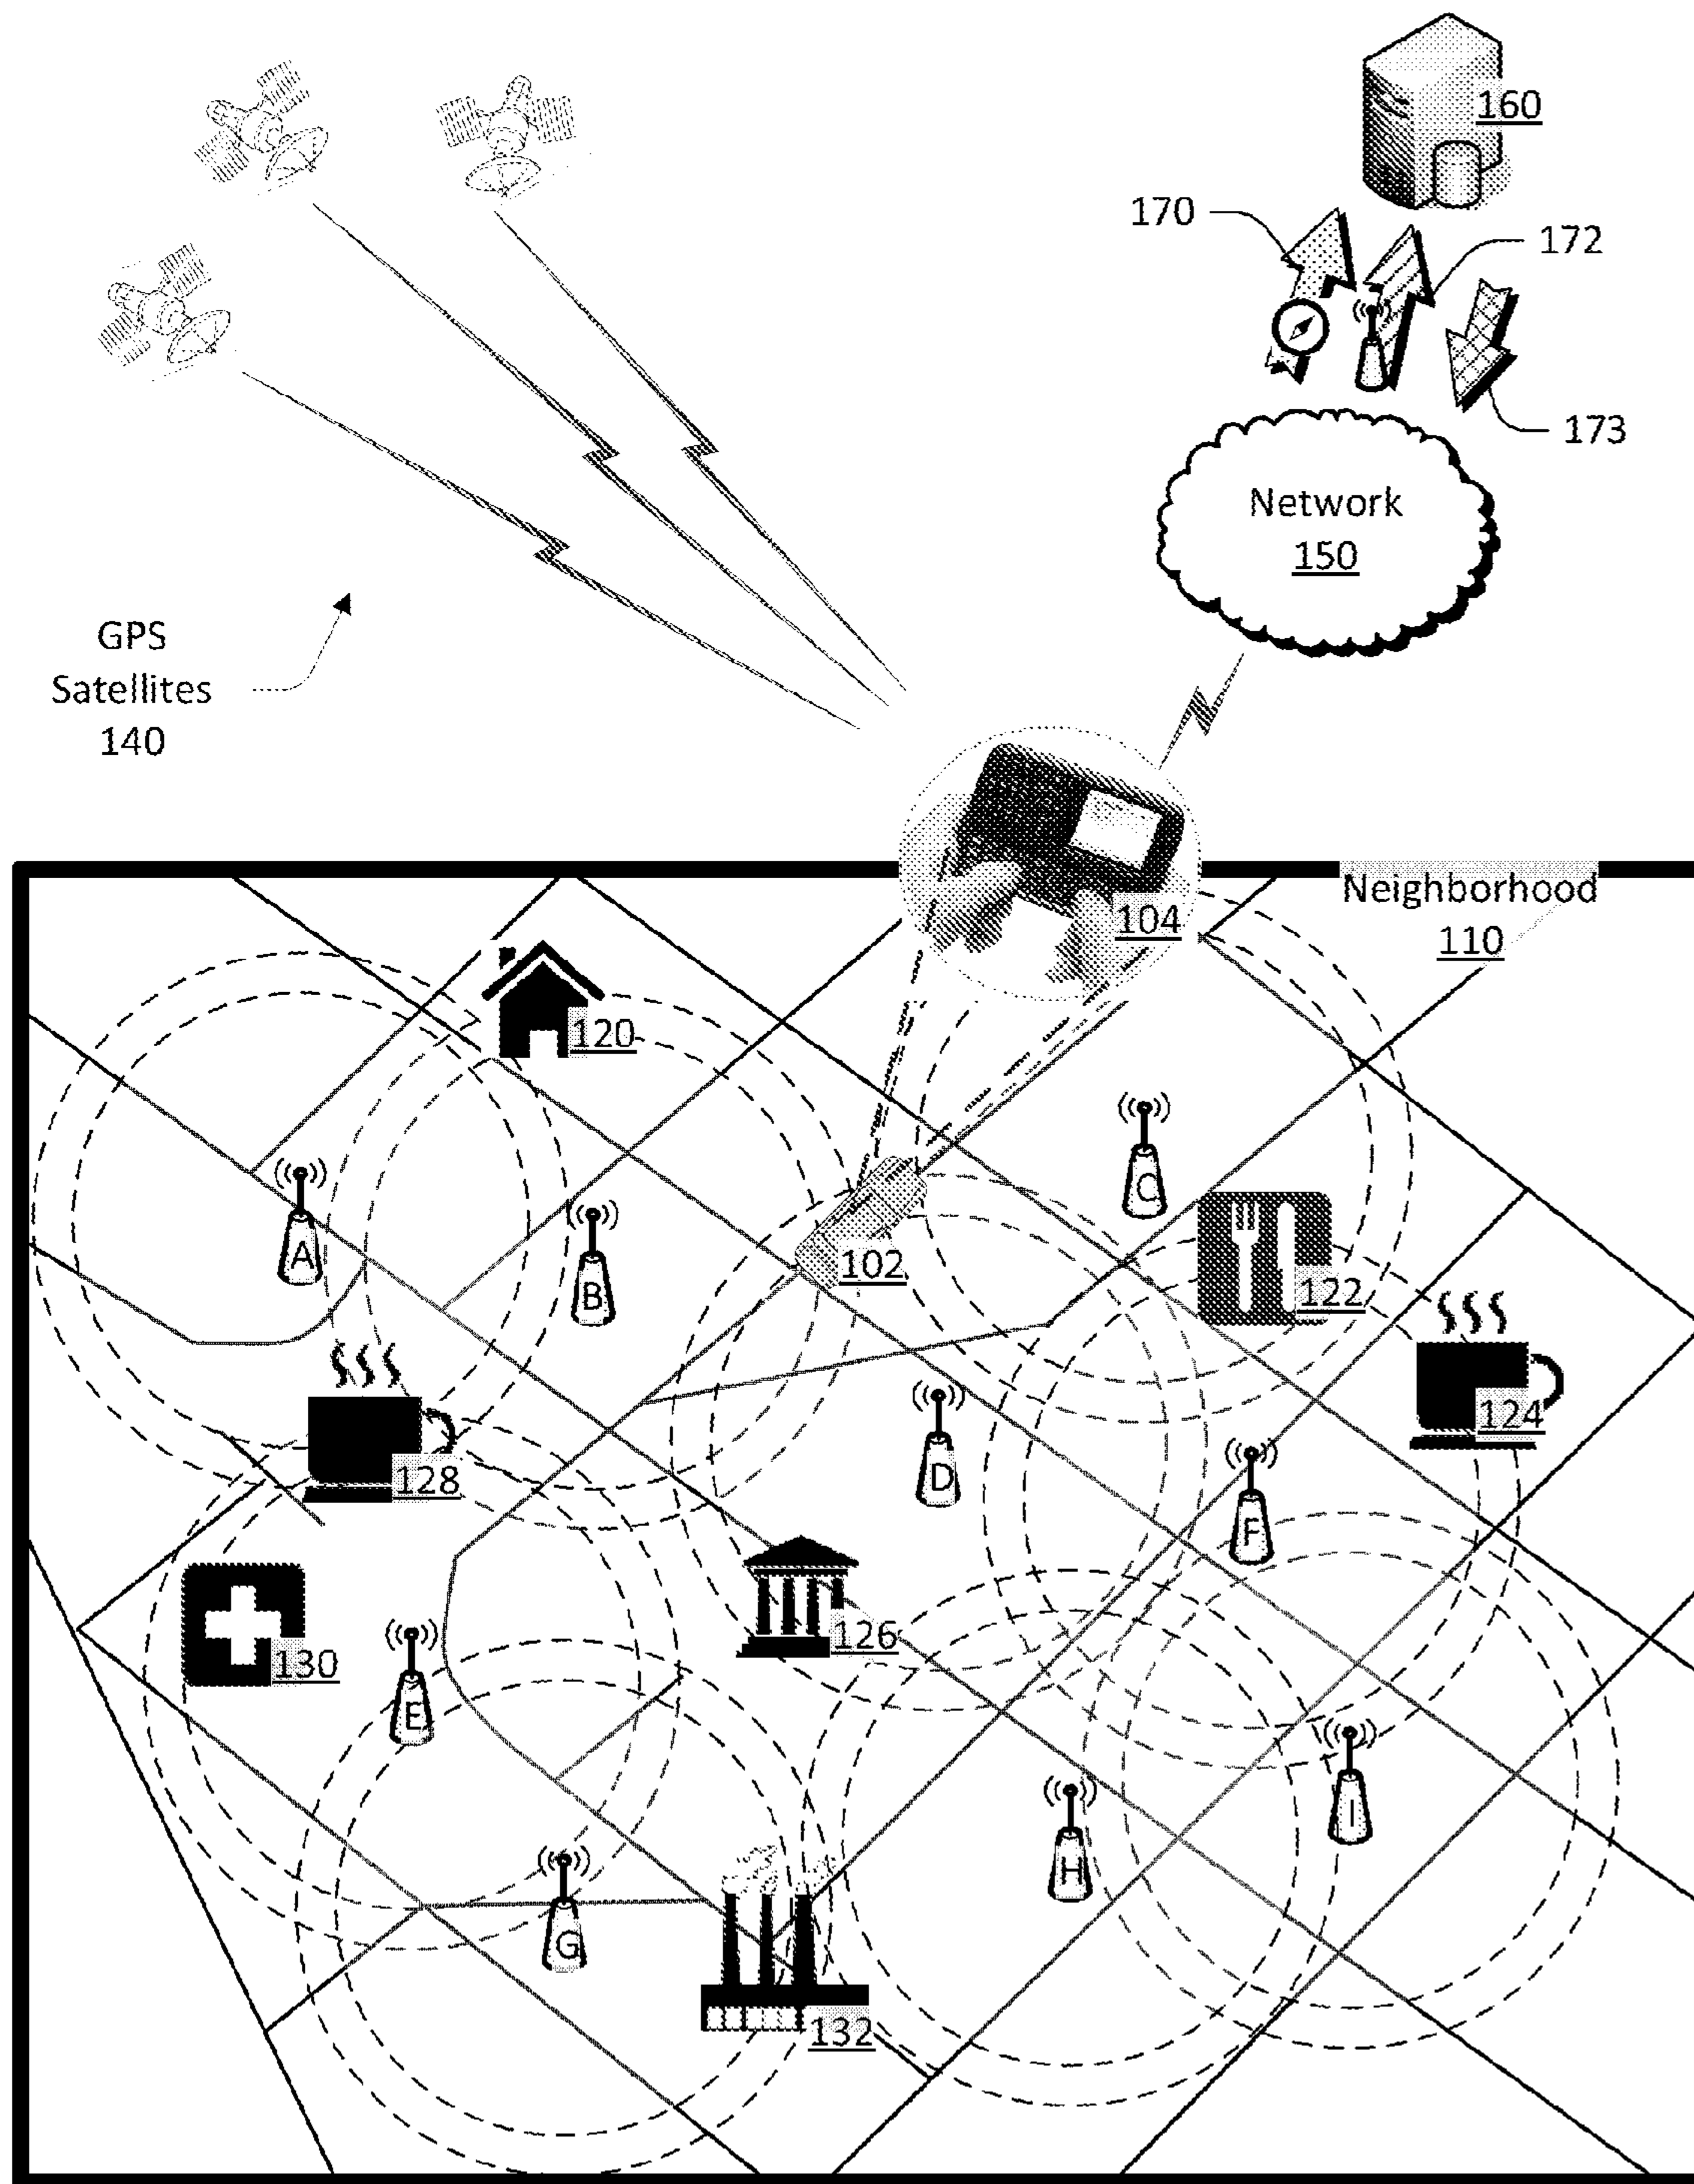 160
170
172
173
Network
150
GPS
Satellites
140
104
Neighborhood
110
120
C
A
B
102
122
124
128
D
F
126
130
E
I
H
G
132